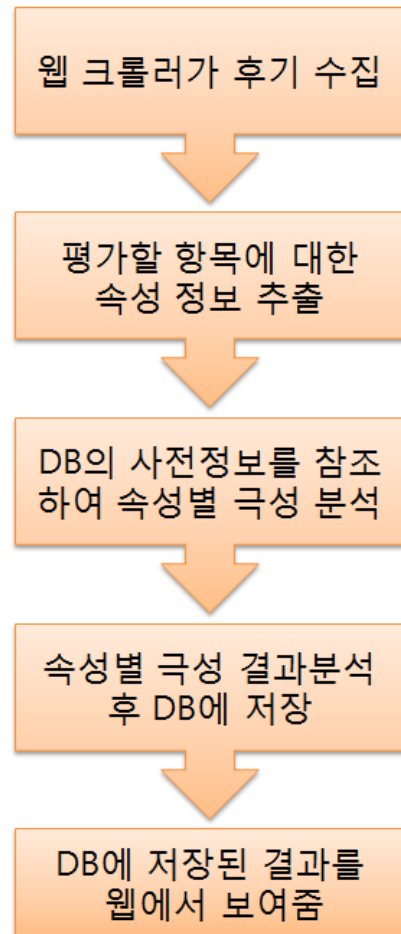 웹 크롤러가 후기 수집
평가할 항목에 대한
속성 정보 추출
DB의 사전정보를 참조
하여 속성별 극성 분석
속성별 극성 결과분석
후 DB에 저장
DB에 저장된 결과를
웹에서 보여줌